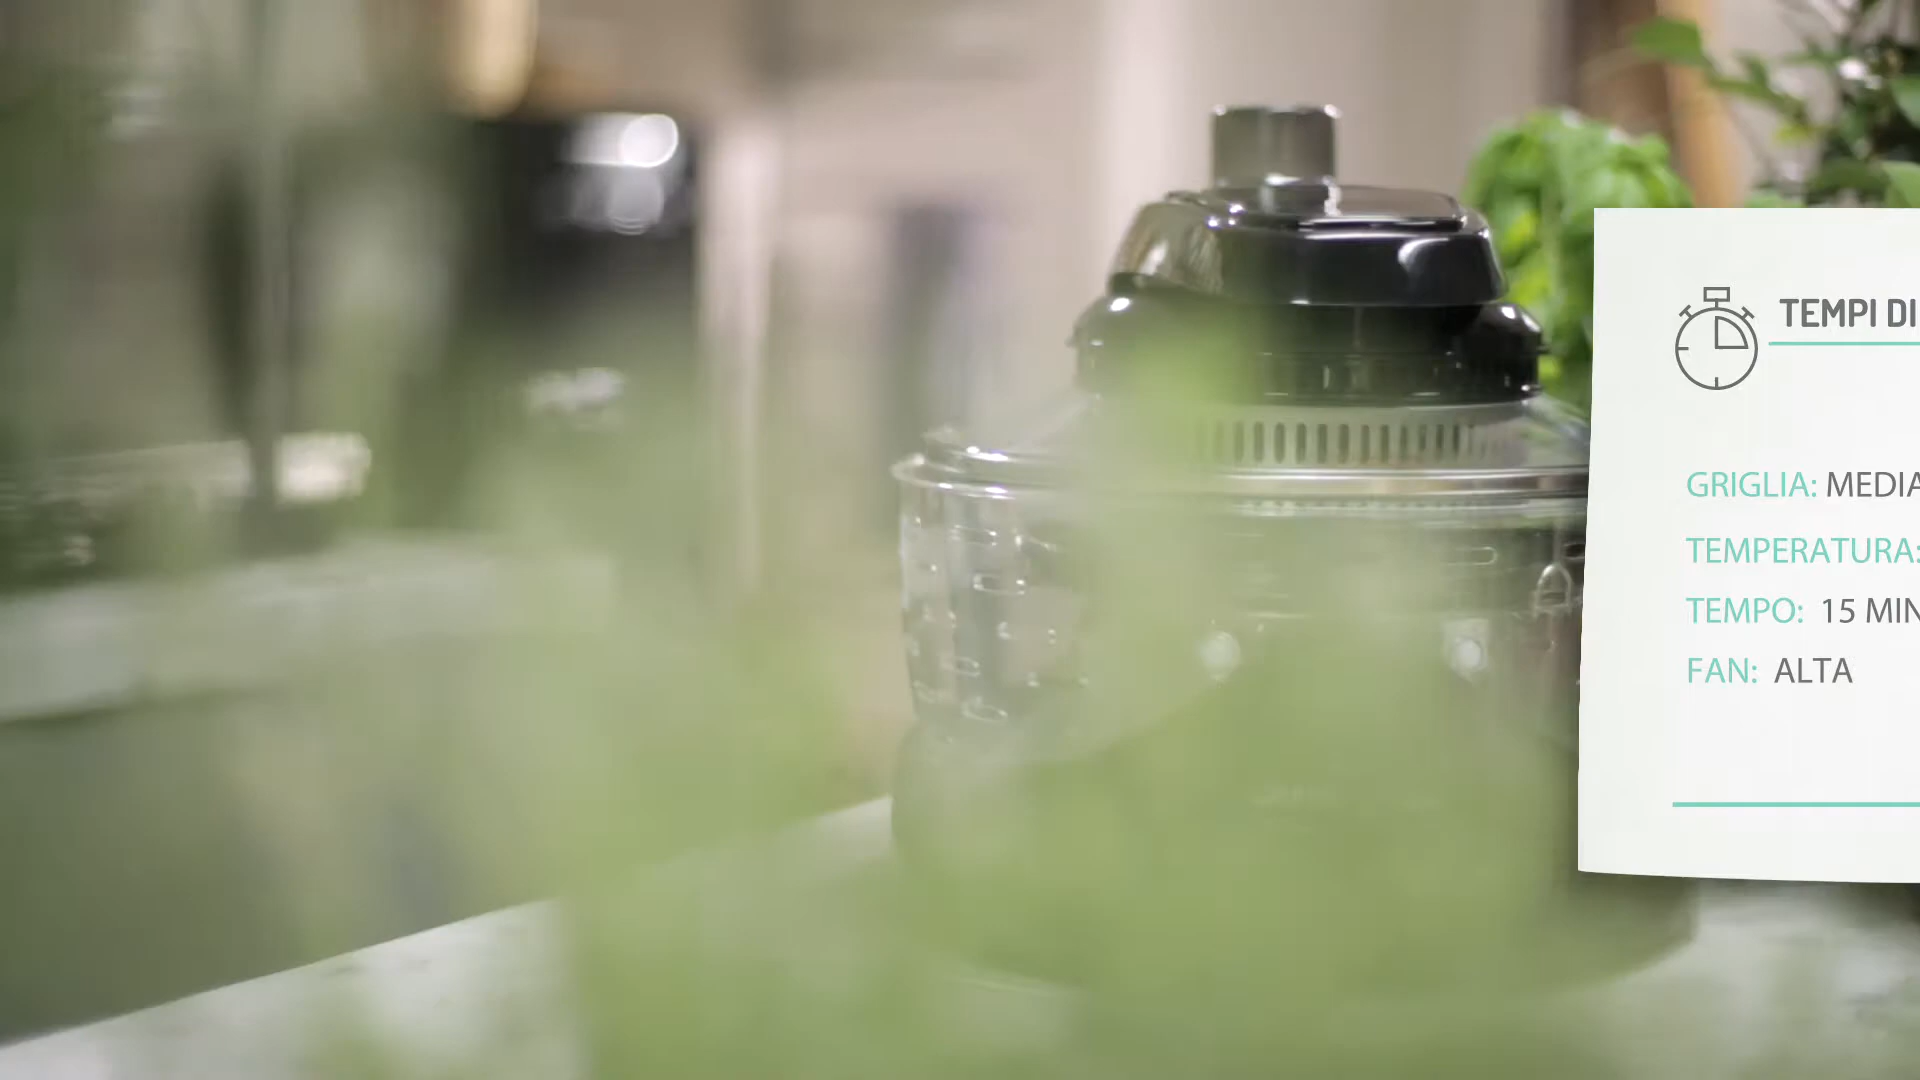 TEMPI DI
GRIGLIA: MEDIA
TEMPERATURA:
TEMPO: 15 MIN
FAN: ALTA